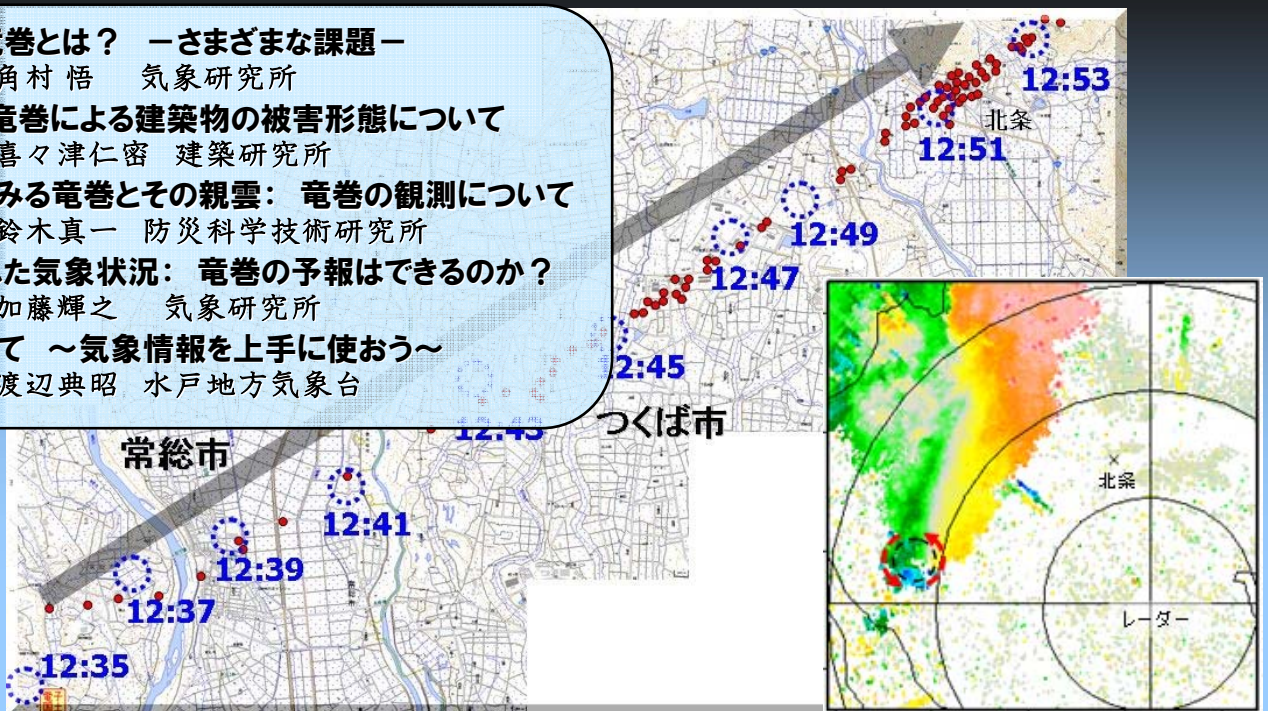 巻とは？ －さまざまな課題－
角村 悟 気象研究所
竜巻による建築物の被害形態について
喜々津仁密 建築研究所
みる竜巻とその親雲： 竜巻の観測について
鈴木真一 防災科学技術研究所
た気象状況： 竜巻の予報はできるのか？
加藤輝之 気象研究所
て ～気象情報を上手に使おう～
渡辺典昭 水戸地方気象台
12:53
北条
12:51
12:49
12:47
2:45
つくば市
12:43
常総市
12:41
12:39
12:37
12:35
北条
レーダー